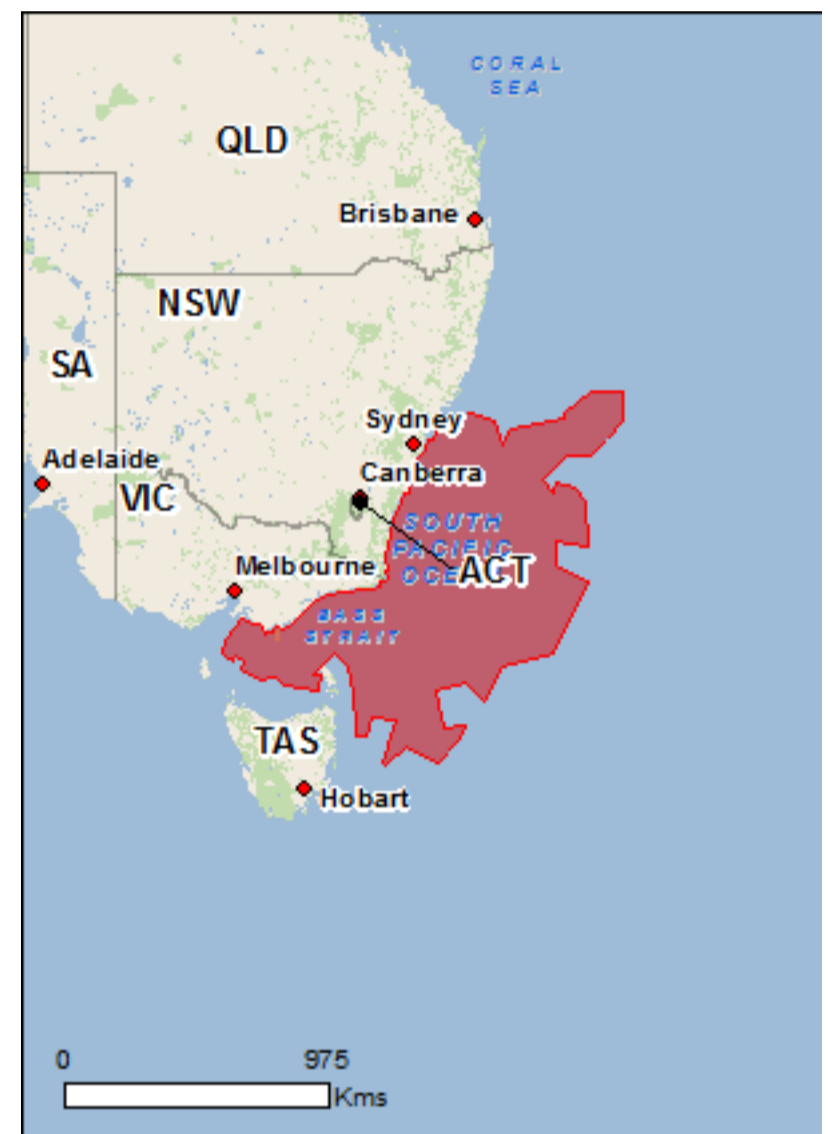 CORAL
SEA
QLD
Brisbane
NSW
SA
Sydney
Adelaide
Canberra
VIC
SOUTH
PACIFIC
OCEAN
ACT
Melbourne
BASS
STRAIT
TAS
Hobart
0 975
Kms